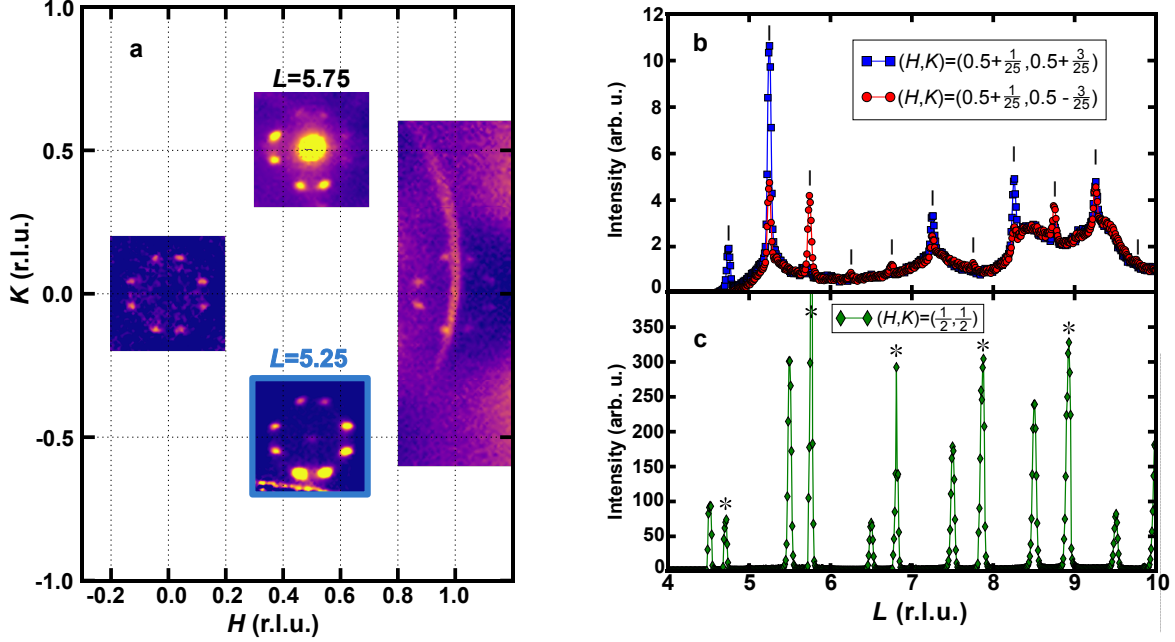 a
L=5.75
L=5.25
1.0
0.5
0.0
-0.5
-1.0
K (r.l.u.)
-0.2 0.0 0.2 0.4 0.6 0.8 1.0
H (r.l.u.)
b
(H,K)=(0.5+1/25,0.5+3/25)
(H,K)=(0.5+1/25,0.5 - 3/25)
12
10
8
6
4
2
0
Intensity (arb. u.)
c
(H,K)=(1/2,1/2)
* * * * *
350
300
250
200
150
100
50
0
Intensity (arb. u.)
4 5 6 7 8 9 10
L (r.l.u.)